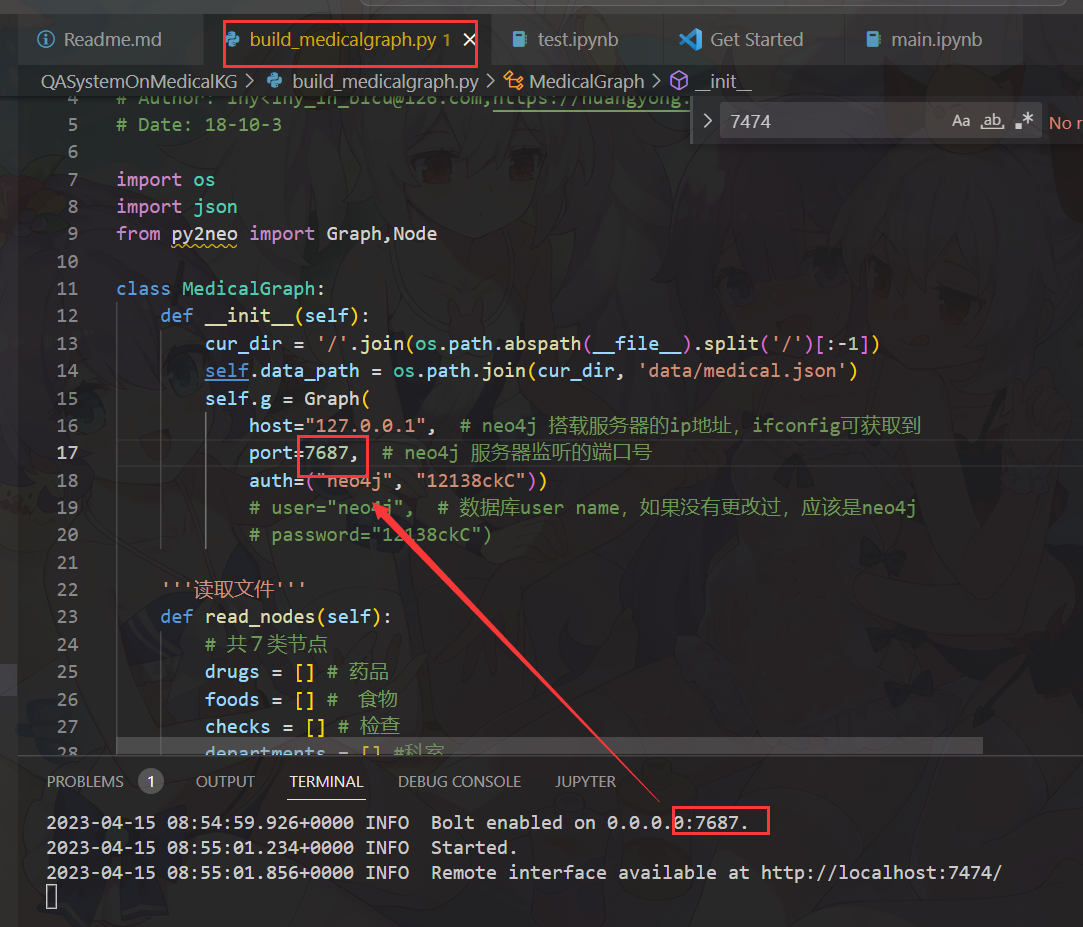 Readme.md
build_medicalgraph.py 1
test.ipynb
Get Started
main.ipynb
QASystemOnMedicalKG > build_medicalgraph.py > MedicalGraph > __init__
7474 Aa ab .* No r
4 # Author: lhy<lhy_in_blcu@126.com,https://huangyong.
5 # Date: 18-10-3
6
7 import os
8 import json
9 from py2neo import Graph,Node
10
11 class MedicalGraph:
12 def __init__(self):
13 cur_dir = '/'.join(os.path.abspath(__file__).split('/')[:-1])
14 self.data_path = os.path.join(cur_dir, 'data/medical.json')
15 self.g = Graph(
16 host="127.0.0.1", # neo4j 搭载服务器的ip地址，ifconfig可获取到
17 port=7687, # neo4j 服务器监听的端口号
18 auth=("neo4j", "12138ckC"))
19 # user="neo4j", # 数据库user name，如果没有更改过，应该是neo4j
20 # password="12138ckC")
21
22 '''读取文件'''
23 def read_nodes(self):
24 # 共７类节点
25 drugs = [] # 药品
26 foods = [] #　食物
27 checks = [] # 检查
28 departments = [] #科室
PROBLEMS 1 OUTPUT TERMINAL DEBUG CONSOLE JUPYTER
2023-04-15 08:54:59.926+0000 INFO Bolt enabled on 0.0.0.0:7687.
2023-04-15 08:55:01.234+0000 INFO Started.
2023-04-15 08:55:01.856+0000 INFO Remote interface available at http://localhost:7474/